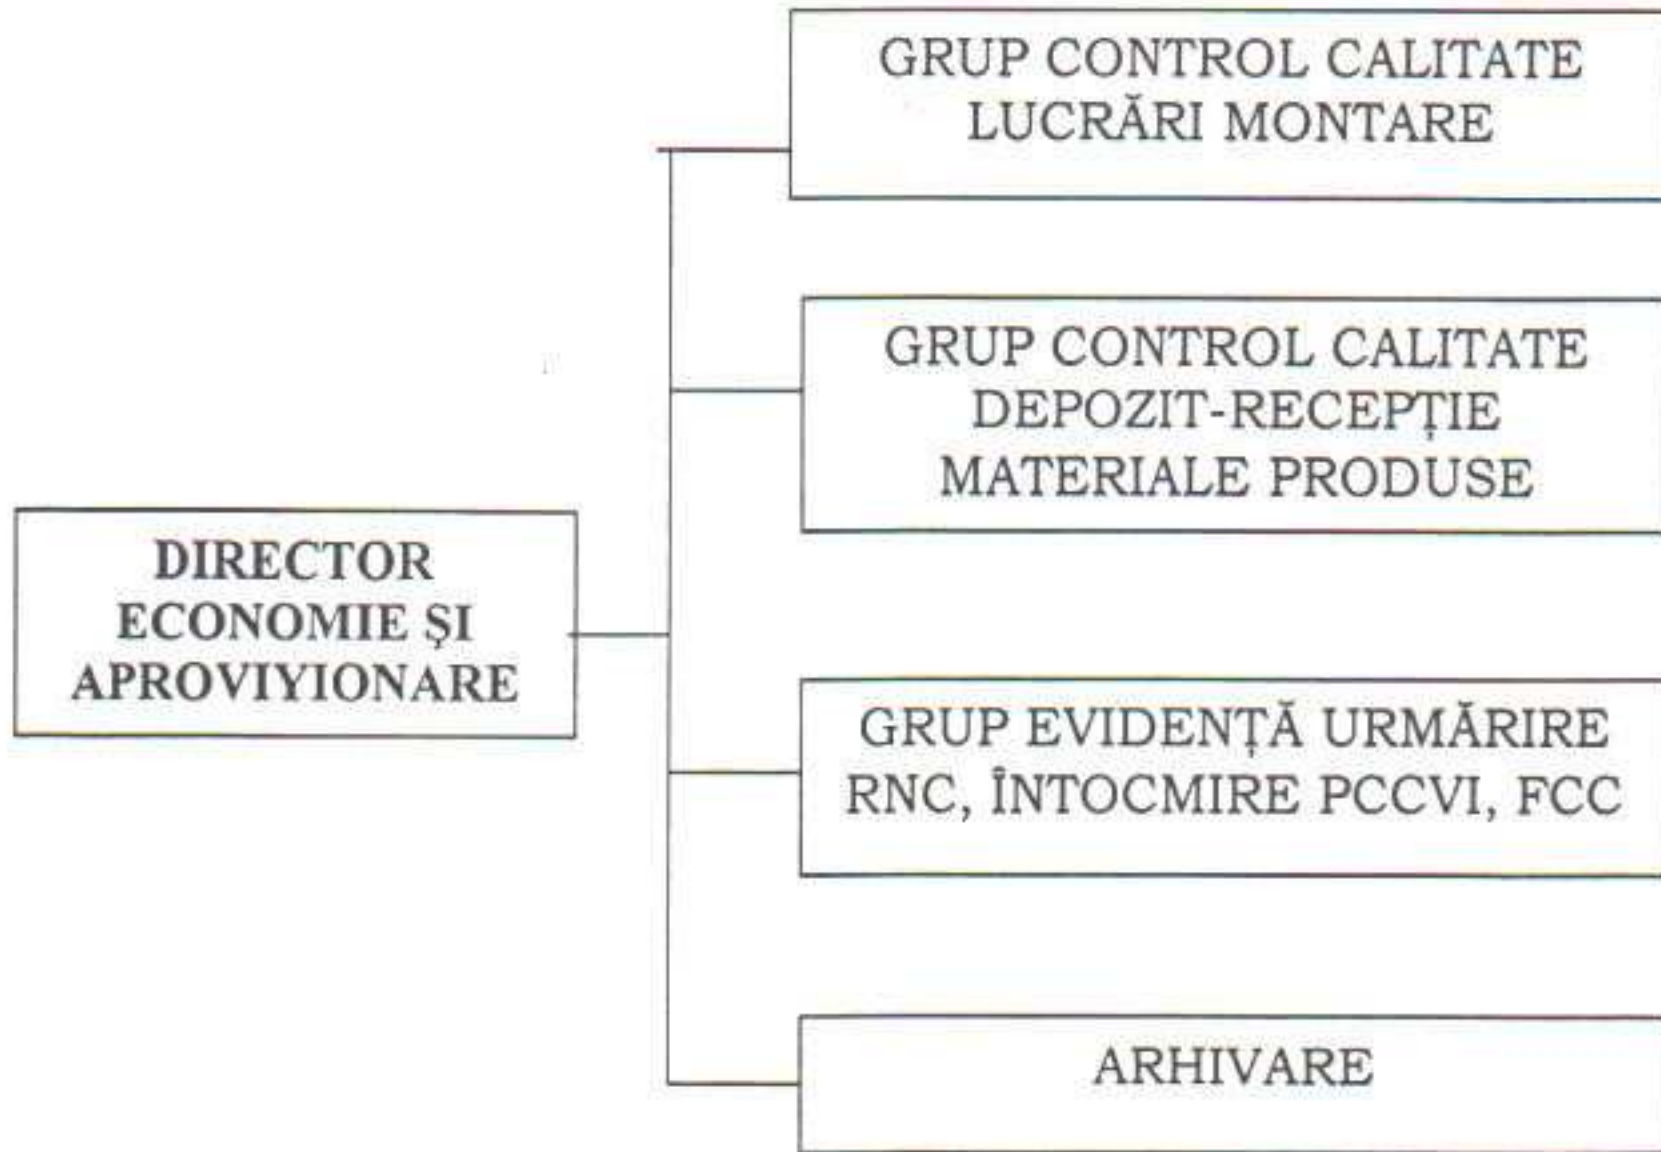 GRUP CONTROL CALITATE
LUCRĂRI MONTARE
GRUP CONTROL CALITATE
DEPOZIT-RECEPȚIE
MATERIALE PRODUSE
DIRECTOR
ECONOMIE ȘI
APROVIYIONARE
GRUP EVIDENȚĂ URMĂRIRE
RNC, ÎNTOCMIRE PCCVI, FCC
ARHIVARE